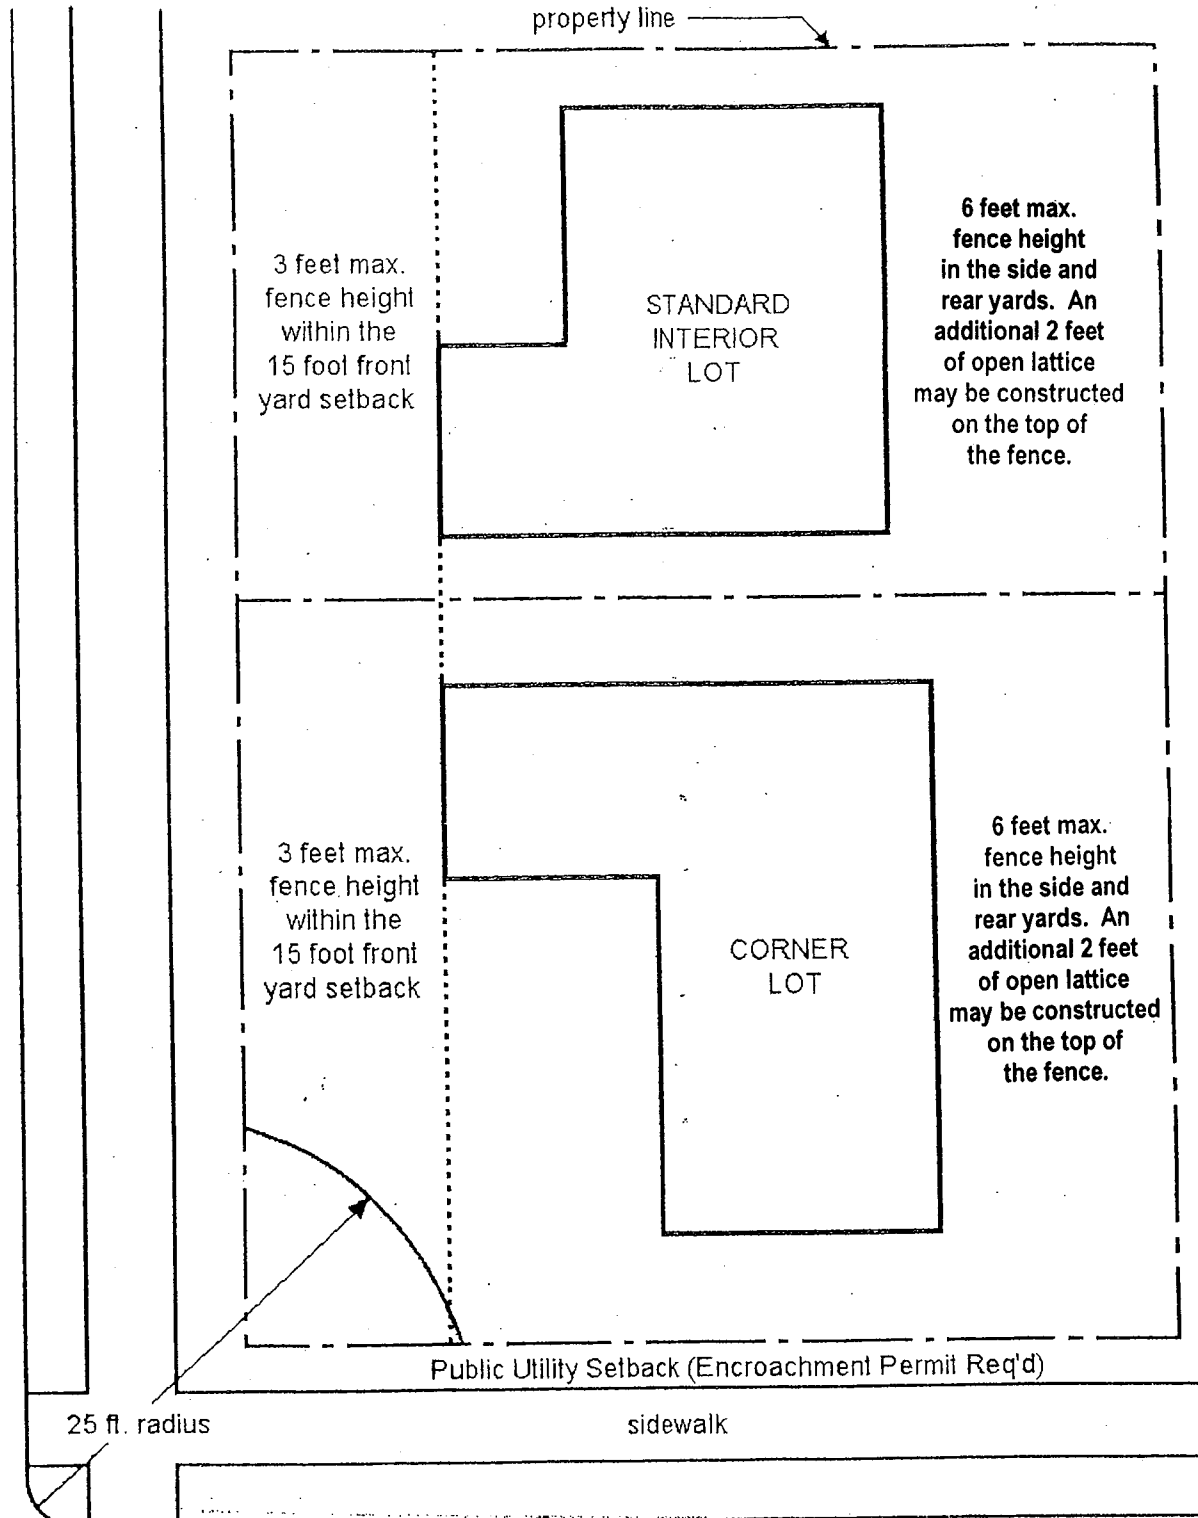 property line
3 feet max.
fence height
within the
15 foot front
yard setback
STANDARD
INTERIOR
LOT
6 feet max.
fence height
in the side and
rear yards.  An
additional 2 feet
of open lattice
may be constructed
on the top of
the fence.
3 feet max.
fence height
within the
15 foot front
yard setback
CORNER
LOT
6 feet max.
fence height
in the side and
rear yards.  An
additional 2 feet
of open lattice
may be constructed
on the top of
the fence.
Public Utility Setback (Encroachment Permit Req'd)
25 ft. radius
sidewalk